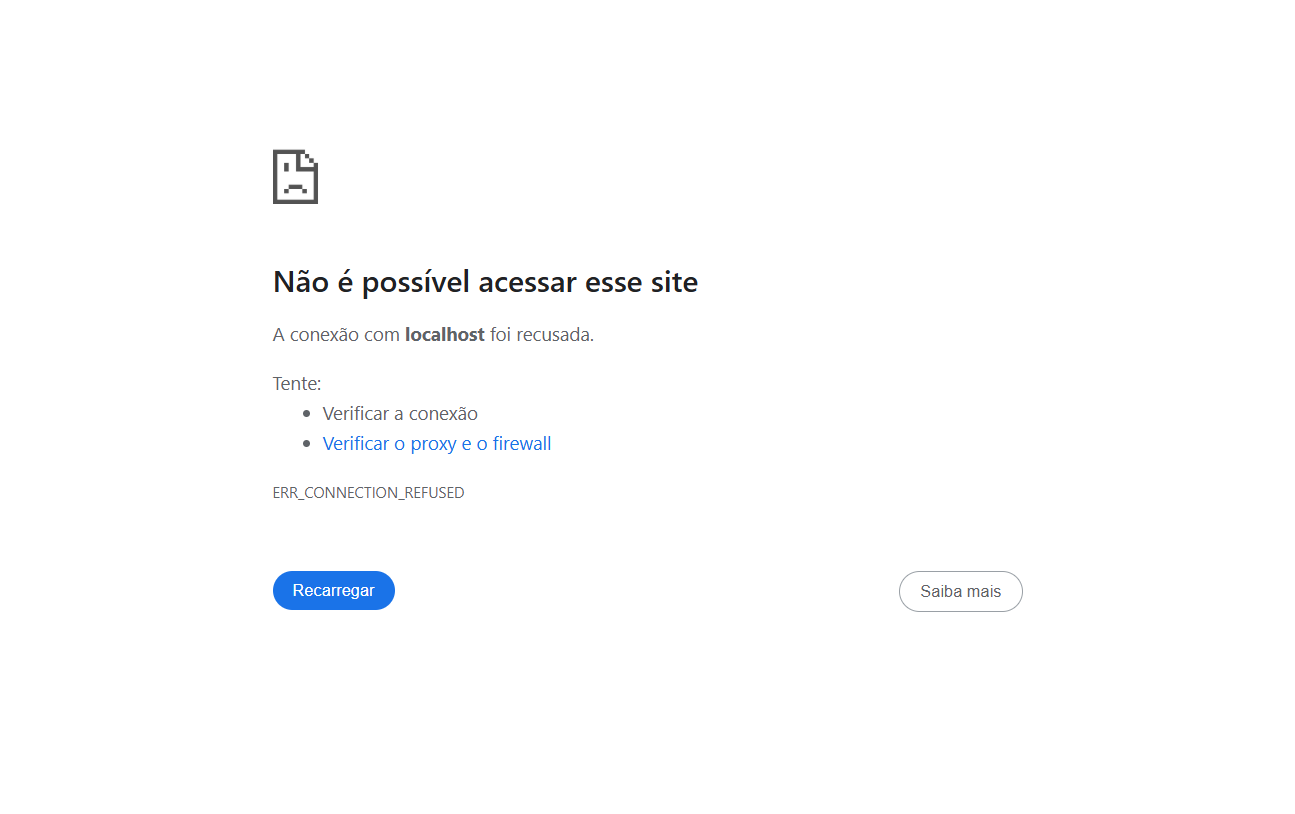 Não é possível acessar esse site
A conexão com localhost foi recusada.
Tente:
• Verificar a conexão
• Verificar o proxy e o firewall
ERR_CONNECTION_REFUSED
Recarregar
Saiba mais